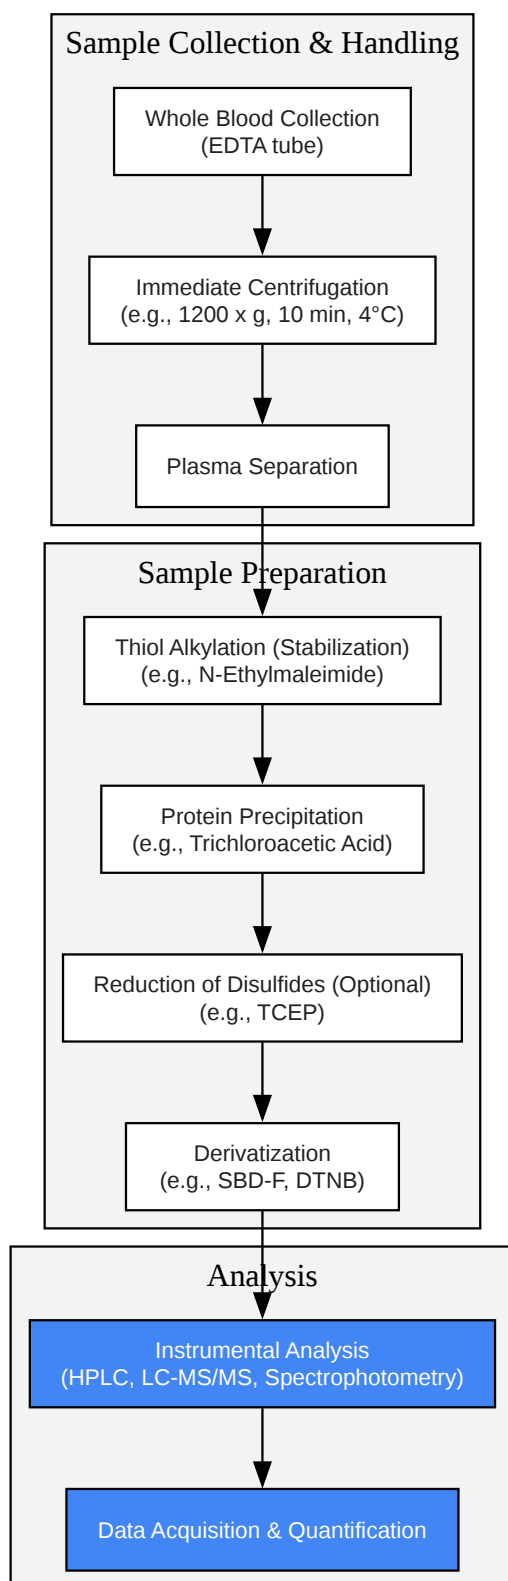 Sample Collection & Handling
Whole Blood Collection
(EDTA tube)
Immediate Centrifugation
(e.g., 1200 x g, 10 min, 4°C)
Plasma Separation
Sample Preparation
Thiol Alkylation (Stabilization)
(e.g., N-Ethylmaleimide)
Protein Precipitation
(e.g., Trichloroacetic Acid)
Reduction of Disulfides (Optional)
(e.g., TCEP)
Derivatization
(e.g., SBD-F, DTNB)
Analysis
Instrumental Analysis
(HPLC, LC-MS/MS, Spectrophotometry)
Data Acquisition & Quantification